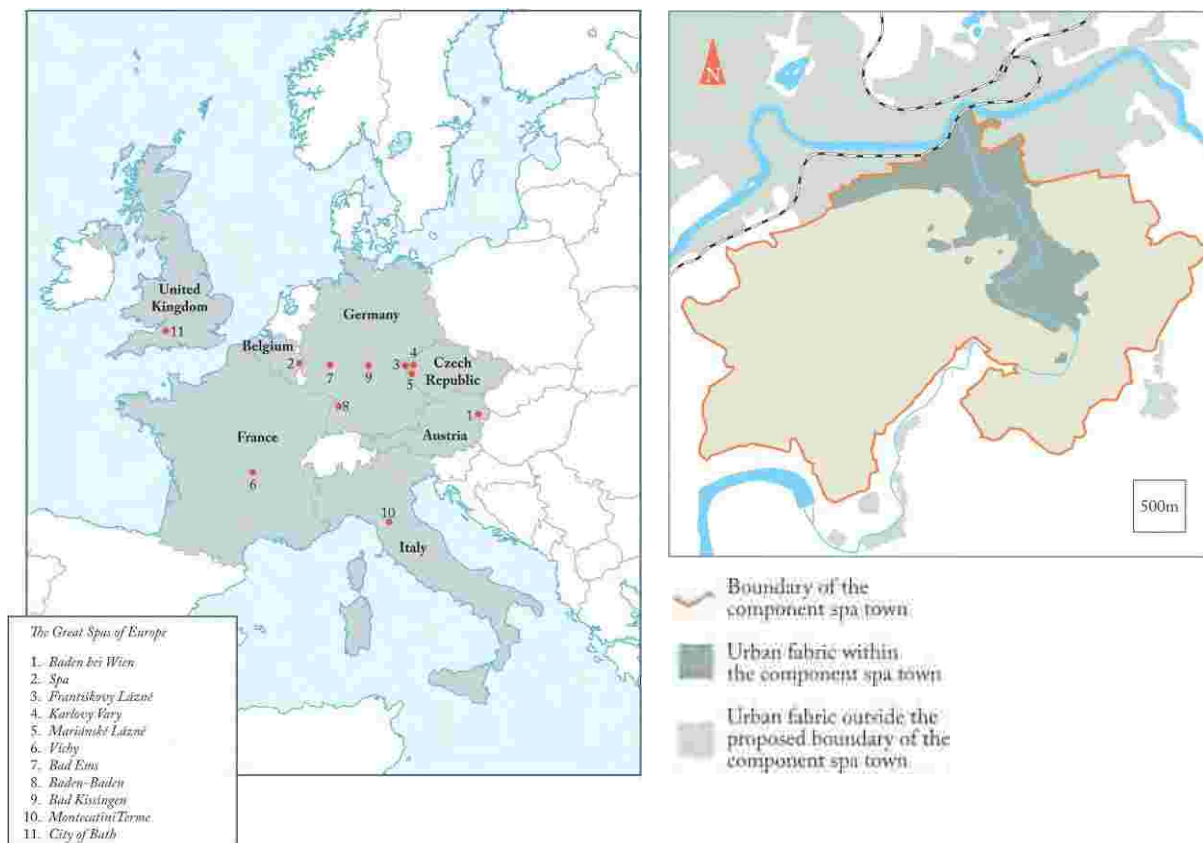 United
Kingdom
11
Belgium
2
Germany
7
9
3
4
5
Czech
Republic
8
1
Austria
France
6
10
Italy
The Great Spas of Europe
1. Baden bei Wien
2. Spa
3. Františkovy Lázně
4. Karlovy Vary
5. Mariánské Lázně
6. Vichy
7. Bad Ems
8. Baden-Baden
9. Bad Kissingen
10. Montecatini Terme
11. City of Bath
N
500m
Boundary of the
component spa town
Urban fabric within
the component spa town
Urban fabric outside the
proposed boundary of the
component spa town